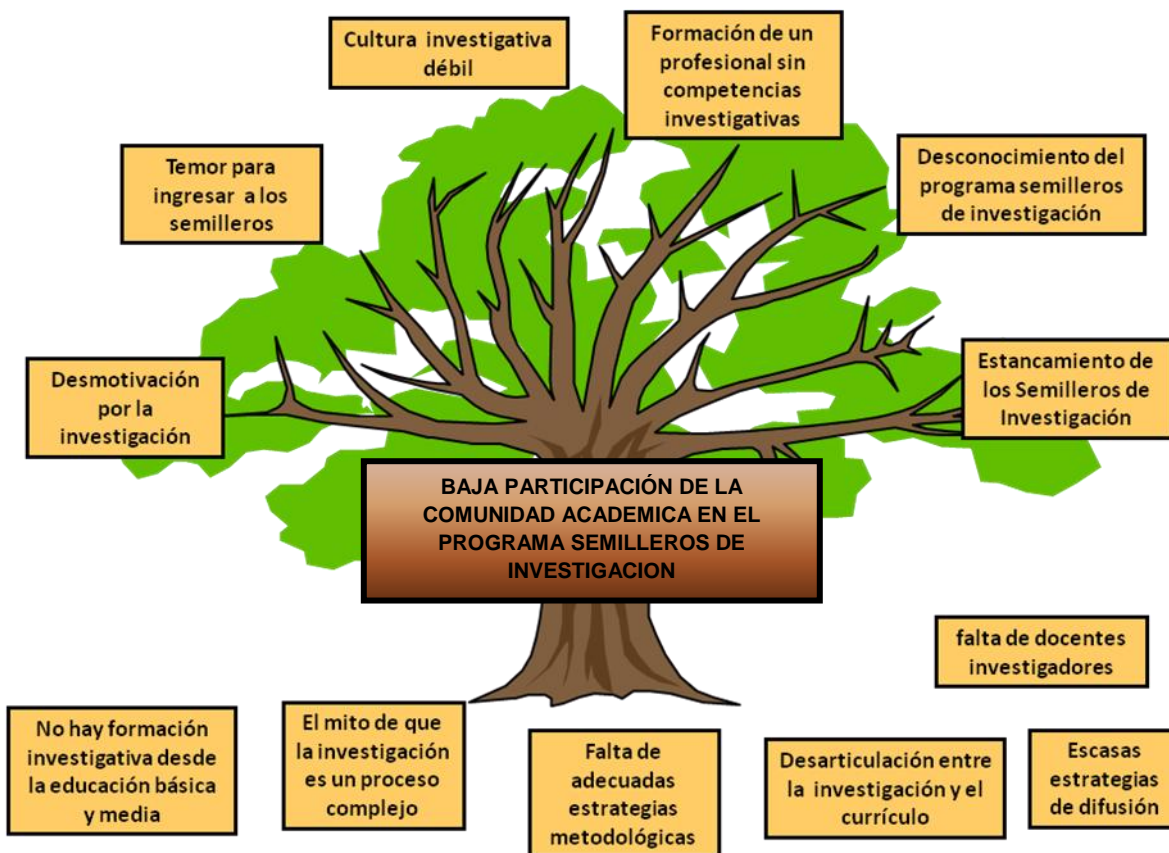 Cultura investigativa
débil
Formación de un
profesional sin
competencias
investigativas
Temor para
ingresar a los
semilleros
Desconocimiento del
programa semilleros
de investigación
Desmotivación
por la
investigación
Estancamiento de
los Semilleros de
Investigación
BAJA PARTICIPACIÓN DE LA
COMUNIDAD ACADEMICA EN EL
PROGRAMA SEMILLEROS DE
INVESTIGACION
falta de docentes
investigadores
No hay formación
investigativa desde
la educación básica
y media
El mito de que
la investigación
es un proceso
complejo
Falta de
adecuadas
estrategias
metodológicas
Desarticulación entre
la investigación y el
currículo
Escasas
estrategias
de difusión